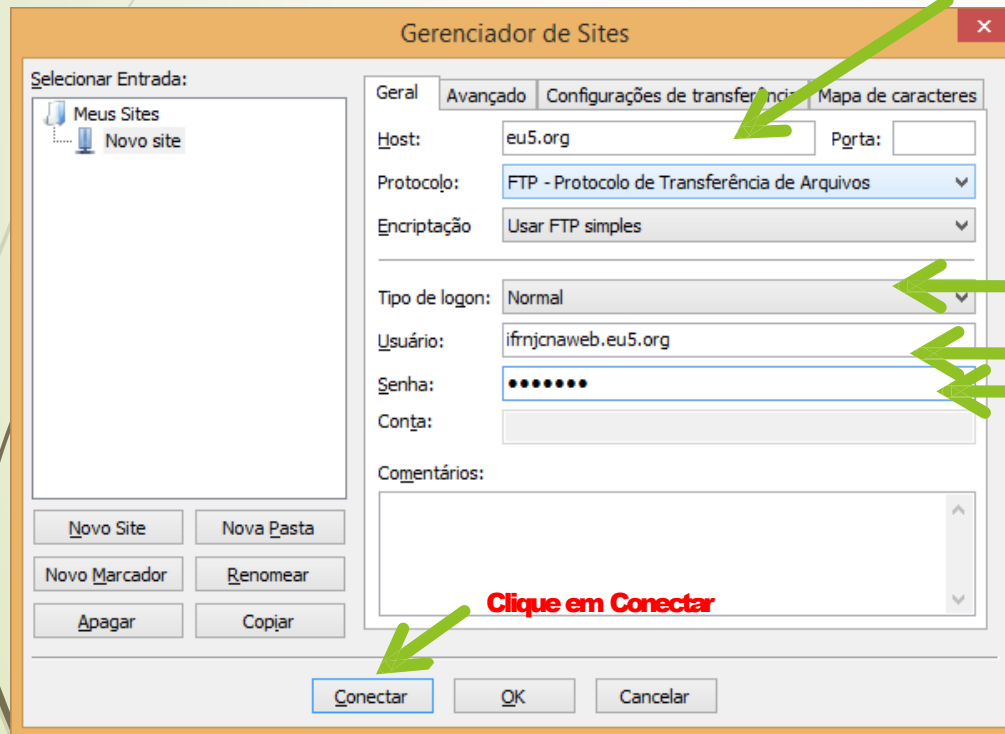 Gerenciador de Sites
Selecionar Entrada:
Meus Sites
Novo site
Novo Site
Nova Pasta
Novo Marcador
Renomear
Apagar
Copiar
Geral
Avançado
Configurações de transferência
Mapa de caracteres
Host:
eu5.org
Porta:
Protocolo:
FTP - Protocolo de Transferência de Arquivos
Encriptação
Usar FTP simples
Tipo de logon:
Normal
Usuário:
ifrnjcnaweb.eu5.org
Senha:
•••••••
Conta:
Comentários:
Clique em Conectar
Conectar
OK
Cancelar